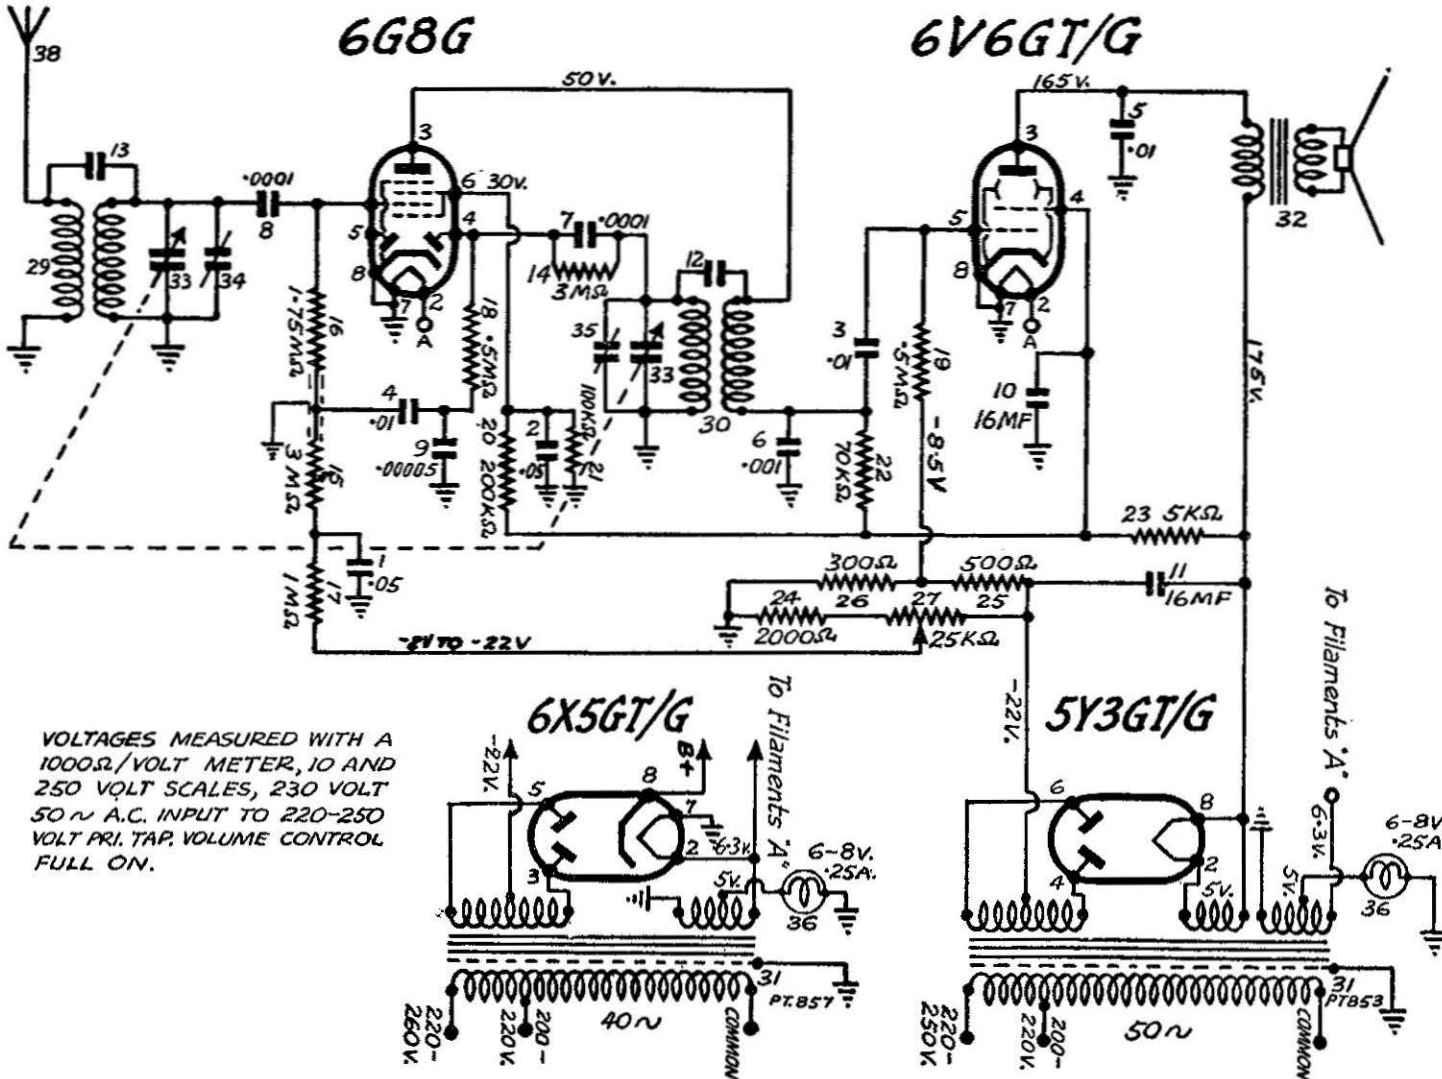 6G8G
6V6GT/G
38
50V.
165V.
13
3
3
5
.01
.0001
8
6 30v.
5
4
8
7
2
A
7 .0001
14
3MΩ
12
5
4
8
7
2
A
32
29
33
34
16
1.75MΩ
18 .5MΩ
35
33
30
3
.01
19
.5MΩ
10
16MF
175V.
4
.01
9
.00005
20 200KΩ
2
.05
100KΩ
21
6
.001
22
70KΩ
-8.5V
15
3MΩ
23 5KΩ
1
.05
17
1MΩ
300Ω
26
500Ω
25
11
16MF
24
2000Ω
27
25KΩ
-22V
To Filaments "A"
To Filaments "A"
6X5GT/G
5Y3GT/G
VOLTAGES MEASURED WITH A
1000Ω/VOLT METER, 10 AND
250 VOLT SCALES, 230 VOLT
50~ A.C. INPUT TO 220-250
VOLT PRI. TAP. VOLUME CONTROL
FULL ON.
-22V.
B+
5
8
7
2
3
6.3v.
5v.
6-8V.
.25A.
36
-22V.
6
8
4
2
5v.
5v.
6.3v.
6-8V
.25A
36
31
PT.857
40~
220-
260V.
200-
220V.
COMMON
31
PT853
50~
220-
250V.
200-
220V.
COMMON